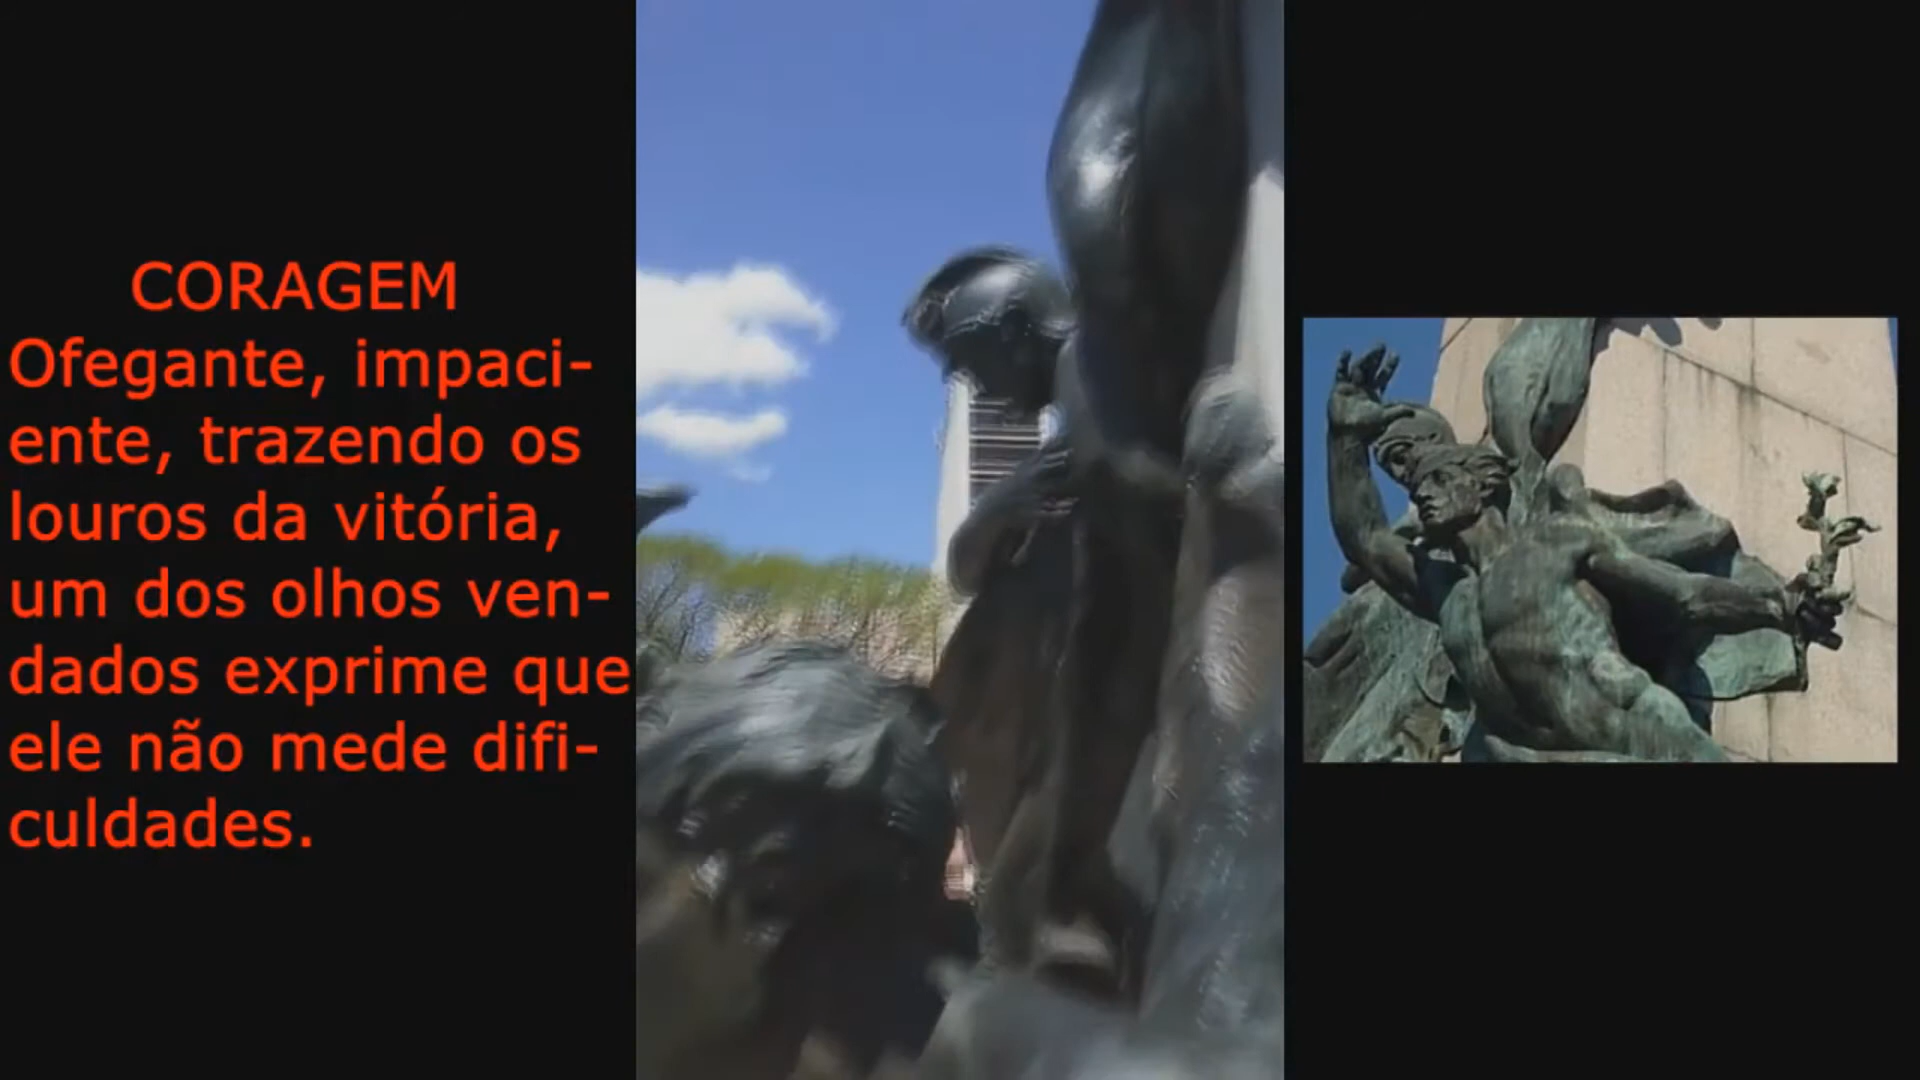 CORAGEM
Ofegante, impaci-
ente, trazendo os
louros da vitória,
um dos olhos ven-
dados exprime que
ele não mede difi-
culdades.